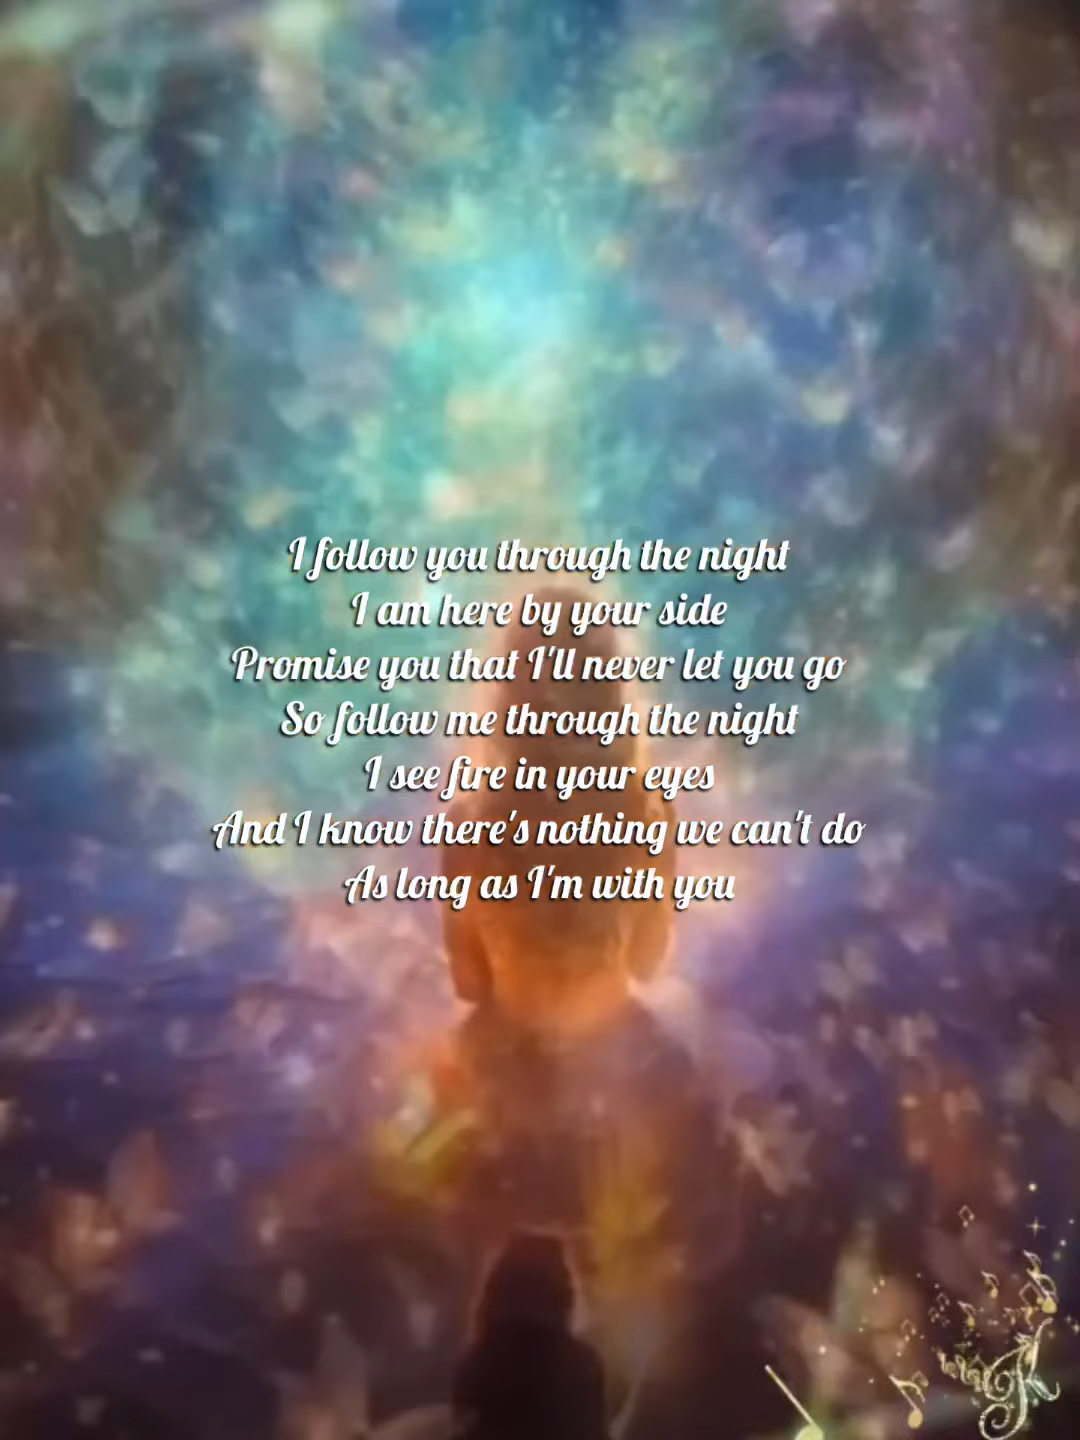 I follow you through the night
I am here by your side
Promise you that I'll never let you go
So follow me through the night
I see fire in your eyes
And I know there's nothing we can't do
As long as I'm with you